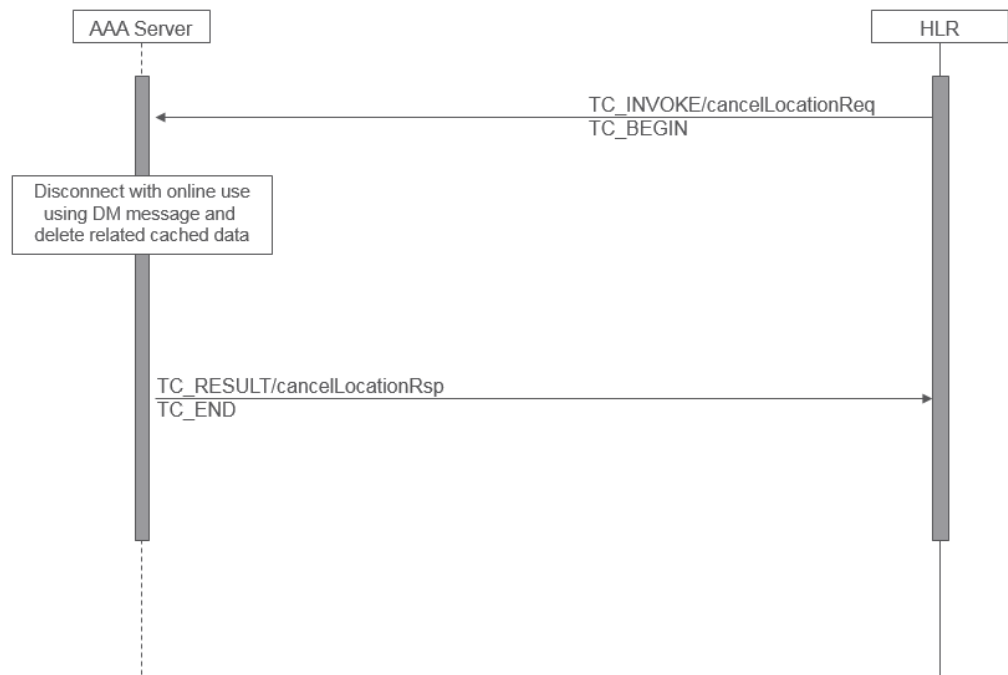 AAA Server
HLR
TC_INVOKE/cancelLocationReq
TC_BEGIN
Disconnect with online use
using DM message and
delete related cached data
TC_RESULT/cancelLocationRsp
TC_END